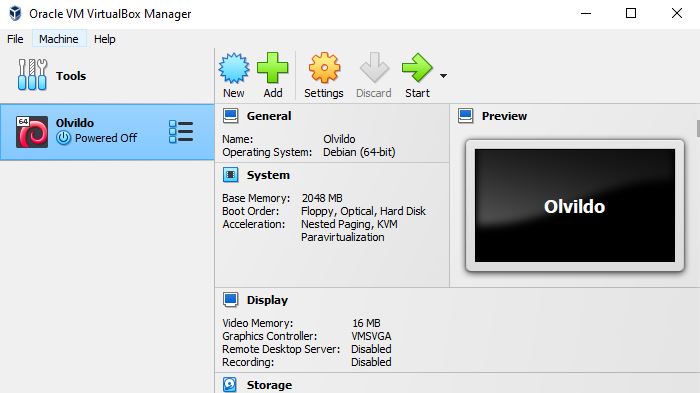 Oracle VM VirtualBox Manager
File Machine Help
Tools
New Add Settings Discard Start
64
Olvildo
Powered Off
General
Name: Olvildo
Operating System: Debian (64-bit)
System
Base Memory: 2048 MB
Boot Order: Floppy, Optical, Hard Disk
Acceleration: Nested Paging, KVM
Paravirtualization
Preview
Olvildo
Display
Video Memory: 16 MB
Graphics Controller: VMSVGA
Remote Desktop Server: Disabled
Recording: Disabled
Storage